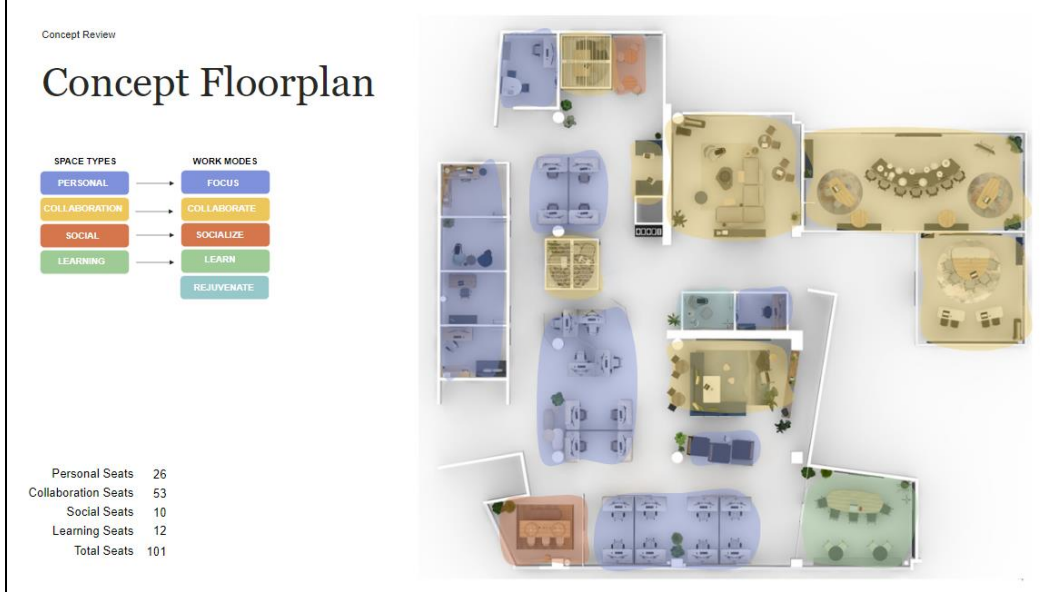 Concept Review
Concept Floorplan
SPACE TYPES WORK MODES
PERSONAL FOCUS
COLLABORATION COLLABORATE
SOCIAL SOCIALIZE
LEARNING LEARN
REJUVENATE
Personal Seats 26
Collaboration Seats 53
Social Seats 10
Learning Seats 12
Total Seats 101